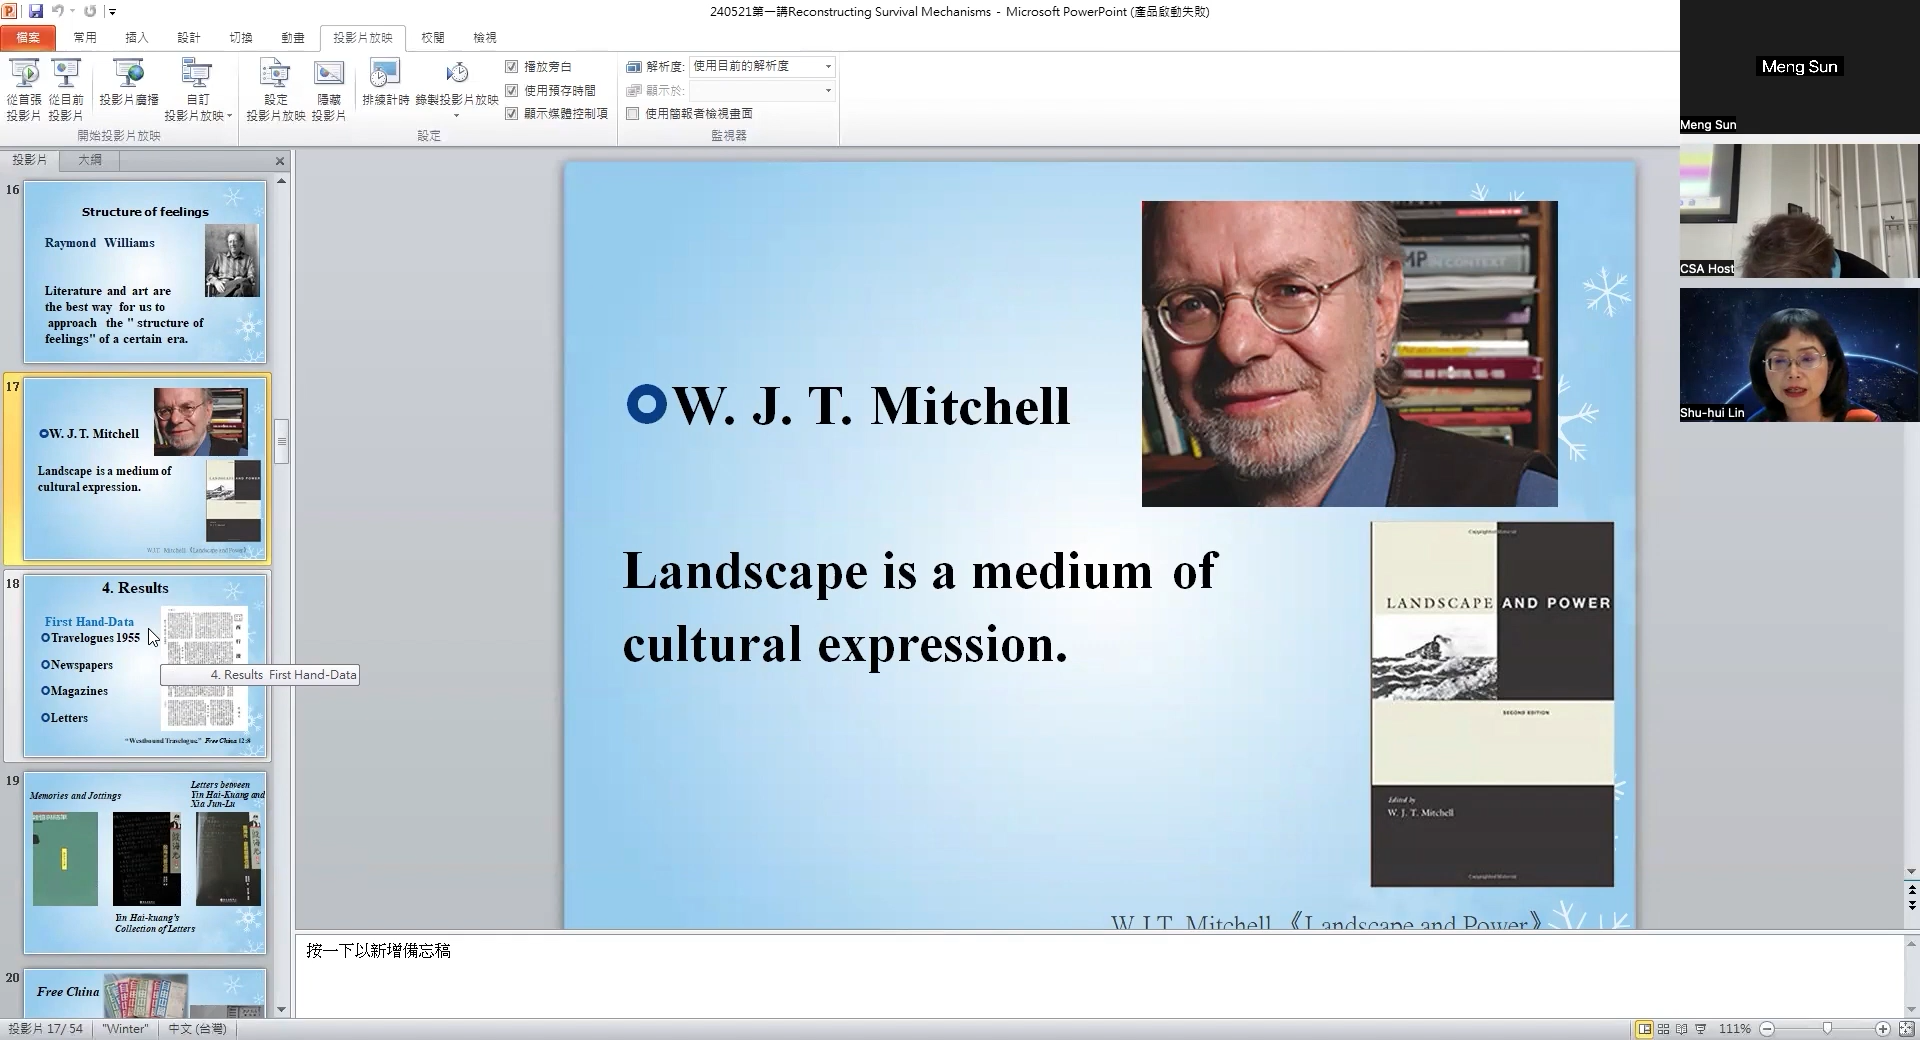 240521第一講Reconstructing Survival Mechanisms - Microsoft PowerPoint (產品啟動失敗)
檔案 常用 插入 設計 切換 動畫 投影片放映 校閱 檢視
從首張投影片
從目前投影片
投影片廣播
自訂投影片放映
開始投影片放映
設定投影片放映
隱藏投影片
排練計時
錄製投影片放映
播放旁白
使用預存時間
顯示媒體控制項
設定
解析度: 使用目前的解析度
顯示於:
使用簡報者檢視畫面
監視器
Meng Sun
Meng Sun
CSA Host
Shu-hui Lin
投影片 大綱
16
Structure of feelings
Raymond Williams
Literature and art are
the best way for us to
approach the " structure of
feelings" of a certain era.
17
W. J. T. Mitchell
Landscape is a medium of
cultural expression.
LANDSCAPE AND POWER
W.J.T. Mitchell 《Landscape and Power》
18
4. Results
First Hand-Data
Travelogues 1955
Newspapers
Magazines
Letters
4. Results First Hand-Data
"Westbound Travelogue." Free China 12:8
19
Memories and Jottings
Letters between
Yin Hai-Kuang and
Xia Jun-Lu
Yin Hai-kuang's
Collection of Letters
20
Free China
W. J. T. Mitchell
Landscape is a medium of
cultural expression.
IN CONTEXT
LANDSCAPE AND POWER
SECOND EDITION
Edited by
W. J. T. Mitchell
W.J.T. Mitchell 《Landscape and Power》
按一下以新增備忘稿
投影片 17/ 54 "Winter" 中文 (台灣) 111%